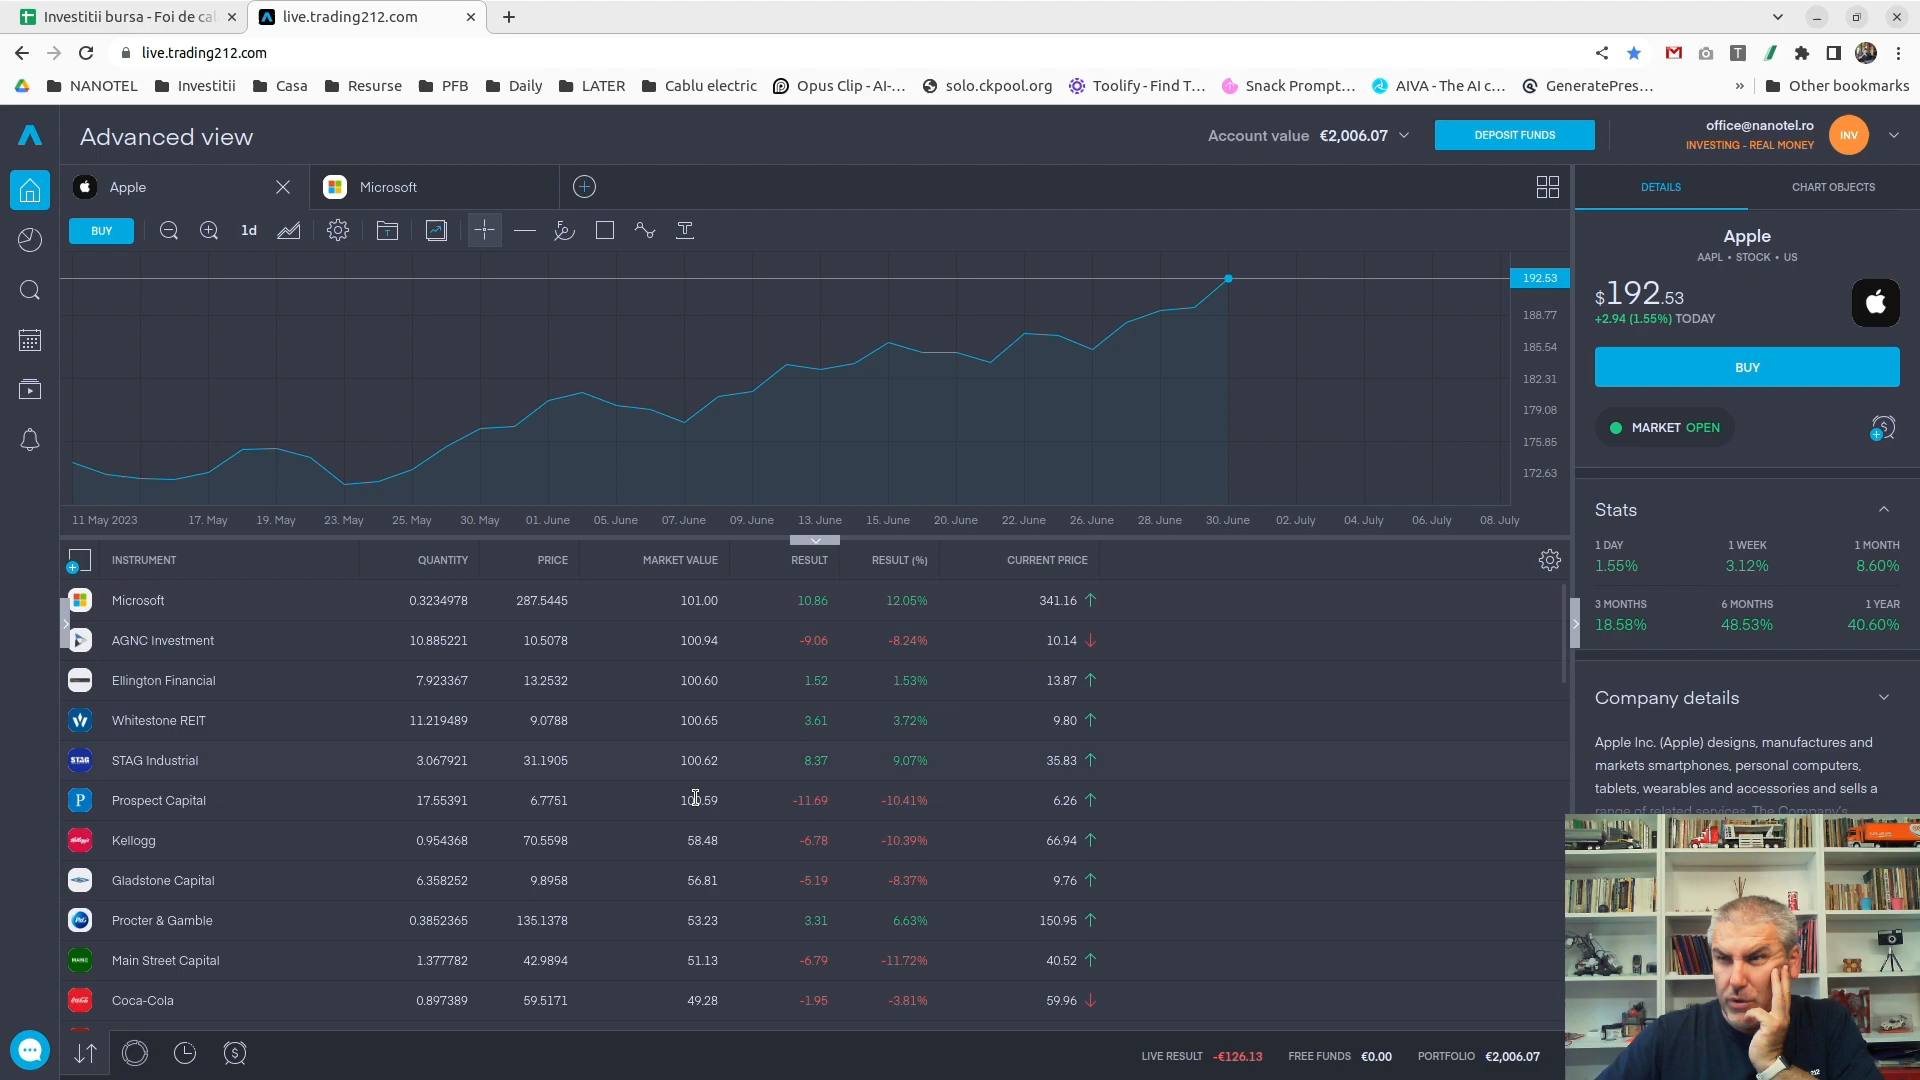 Investitii bursa - Foi de cal
live.trading212.com
live.trading212.com
NANOTEL Investitii Casa Resurse PFB Daily LATER Cablu electric Opus Clip - AI-... solo.ckpool.org Toolify - Find T... Snack Prompt... AIVA - The AI c... GeneratePres... » Other bookmarks
Advanced view
Account value €2,006.07
DEPOSIT FUNDS
office@nanotel.ro
INVESTING - REAL MONEY
INV
Apple
Microsoft
DETAILS CHART OBJECTS
BUY
1d
192.53
188.77
185.54
182.31
179.08
175.85
172.63
11 May 2023 17. May 19. May 23. May 25. May 30. May 01. June 05. June 07. June 09. June 13. June 15. June 20. June 22. June 26. June 28. June 30. June 02. July 04. July 06. July 08. July
Apple
AAPL • STOCK • US
$192.53
+2.94 (1.55%) TODAY
BUY
MARKET OPEN
Stats
1 DAY 1 WEEK 1 MONTH
1.55% 3.12% 8.60%
3 MONTHS 6 MONTHS 1 YEAR
18.58% 48.53% 40.60%
Company details
Apple Inc. (Apple) designs, manufactures and
markets smartphones, personal computers,
tablets, wearables and accessories and sells a
range of related services. The Company's
INSTRUMENT QUANTITY PRICE MARKET VALUE RESULT RESULT (%) CURRENT PRICE
Microsoft 0.3234978 287.5445 101.00 10.86 12.05% 341.16
AGNC Investment 10.885221 10.5078 100.94 -9.06 -8.24% 10.14
Ellington Financial 7.923367 13.2532 100.60 1.52 1.53% 13.87
Whitestone REIT 11.219489 9.0788 100.65 3.61 3.72% 9.80
STAG Industrial 3.067921 31.1905 100.62 8.37 9.07% 35.83
Prospect Capital 17.55391 6.7751 100.59 -11.69 -10.41% 6.26
Kellogg 0.954368 70.5598 58.48 -6.78 -10.39% 66.94
Gladstone Capital 6.358252 9.8958 56.81 -5.19 -8.37% 9.76
Procter & Gamble 0.3852365 135.1378 53.23 3.31 6.63% 150.95
Main Street Capital 1.377782 42.9894 51.13 -6.79 -11.72% 40.52
Coca-Cola 0.897389 59.5171 49.28 -1.95 -3.81% 59.96
LIVE RESULT -€126.13 FREE FUNDS €0.00 PORTFOLIO €2,006.07